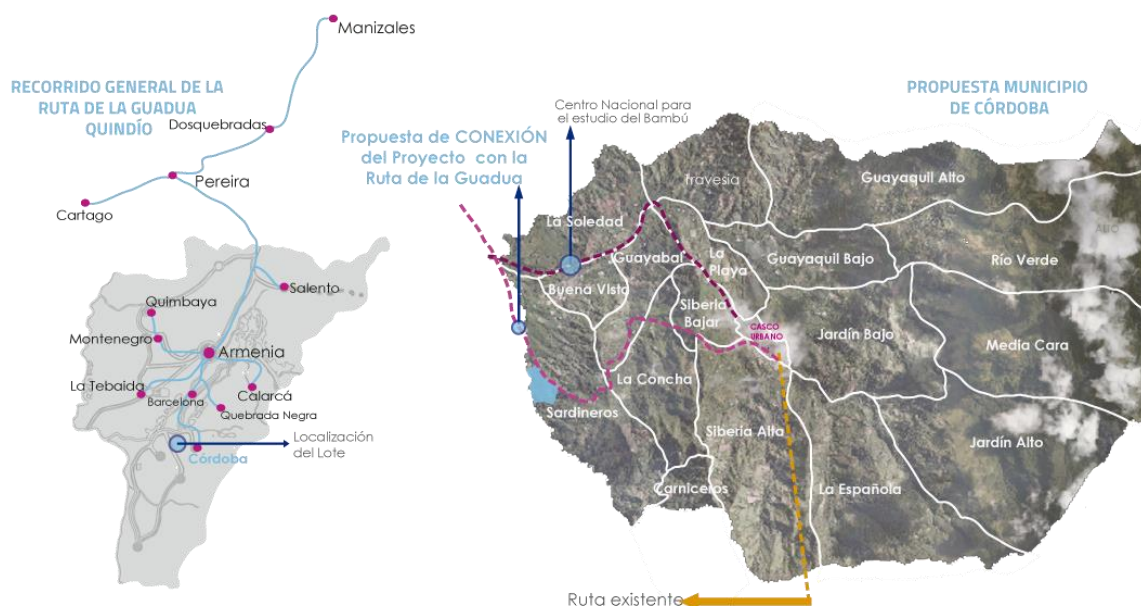 Manizales
RECORRIDO GENERAL DE LA
RUTA DE LA GUADUA
QUINDÍO
Dosquebradas
Pereira
Cartago
Salento
Quimbaya
Montenegro
Armenia
La Tebaida
Barcelona
Calarcá
Quebrada Negra
Córdoba
Localización
del Lote
PROPUESTA MUNICIPIO
DE CÓRDOBA
Centro Nacional para
el estudio del Bambú
Propuesta de CONEXIÓN
del Proyecto con la
Ruta de la Guadua
Travesia
Guayaquil Alto
La Soledad
Guayabal
La
Playa
Guayaquil Bajo
Río Verde
Buena Vista
Siberia
Bajar
CASCO
URBANO
Jardín Bajo
Media Cara
La Concha
Sardineros
Siberia Alta
Jardín Alto
Carniceros
La Española
Ruta existente